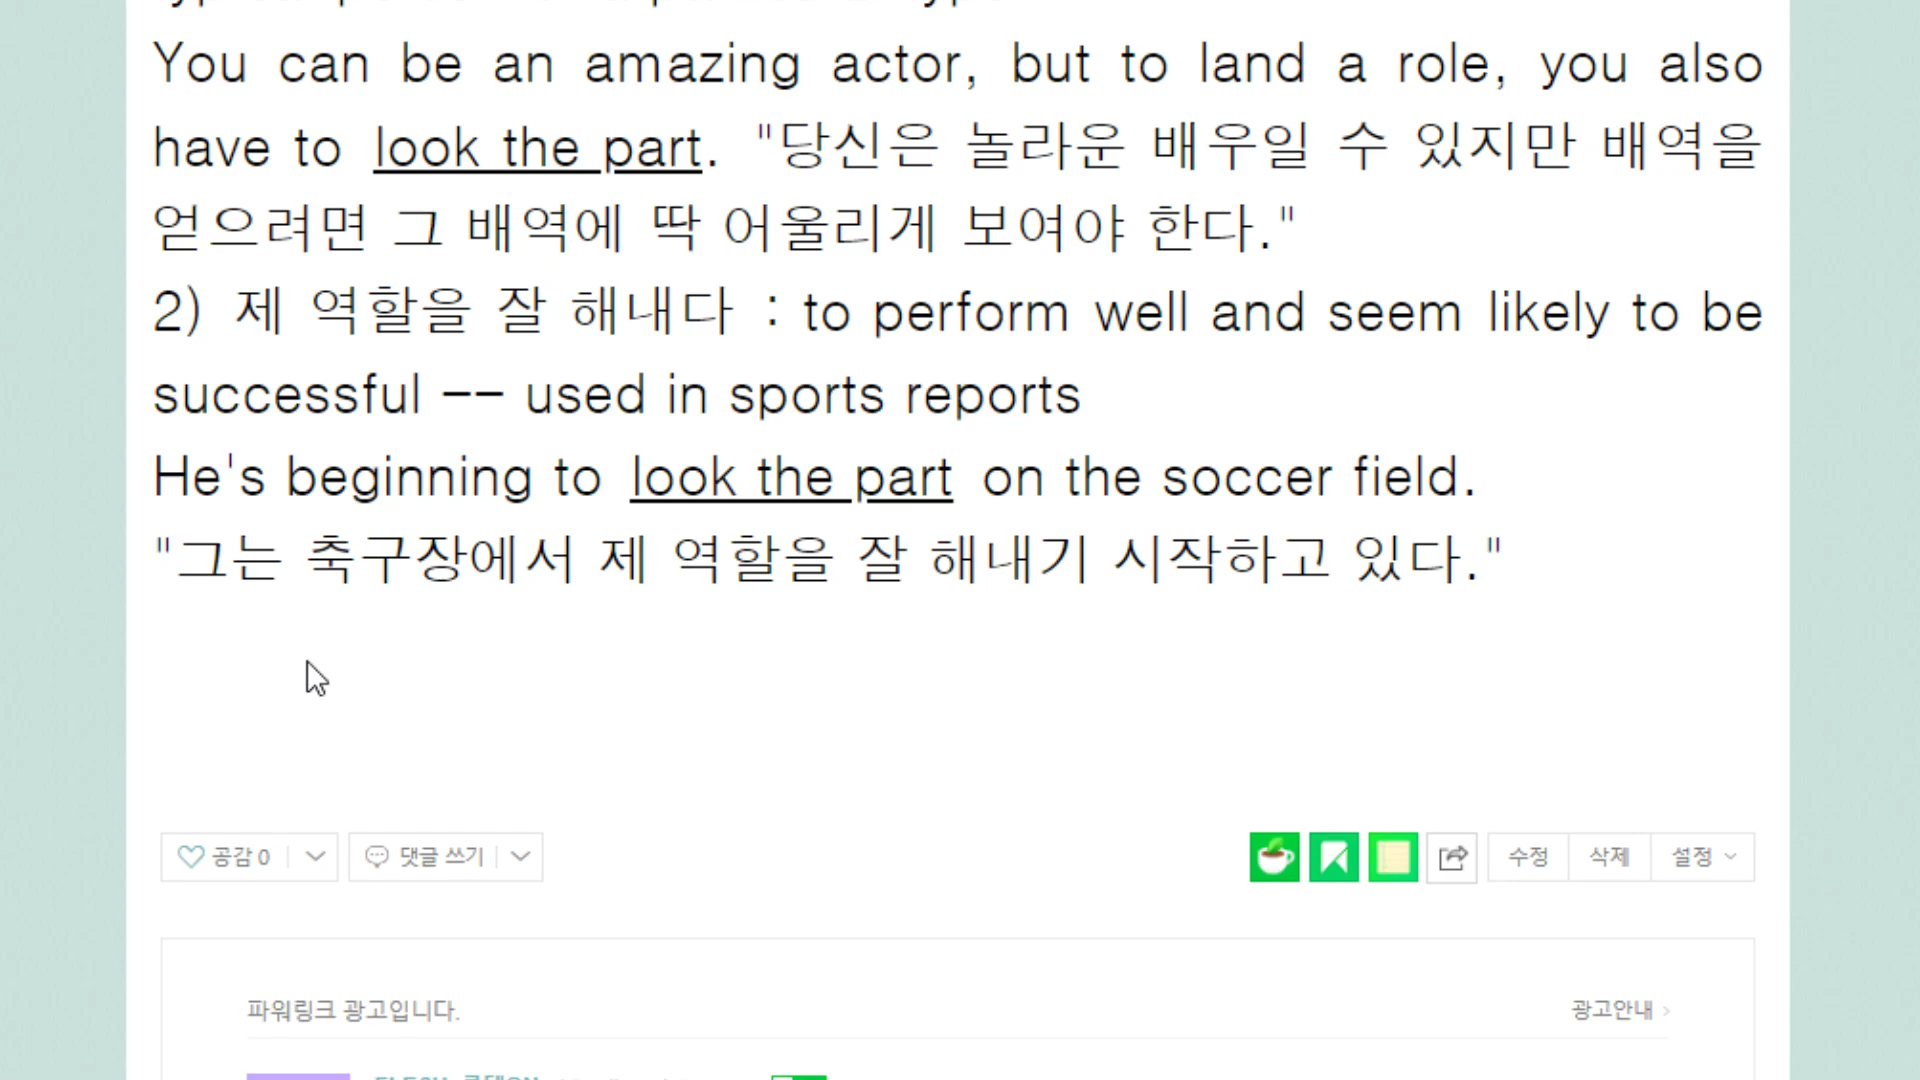 You can be an amazing actor, but to land a role, you also
have to look the part. "당신은 놀라운 배우일 수 있지만 배역을
얻으려면 그 배역에 딱 어울리게 보여야 한다."
2) 제 역할을 잘 해내다 : to perform well and seem likely to be
successful -- used in sports reports
He's beginning to look the part on the soccer field.
"그는 축구장에서 제 역할을 잘 해내기 시작하고 있다."
공감 0 댓글 쓰기 수정 삭제 설정
파워링크 광고입니다. 광고안내